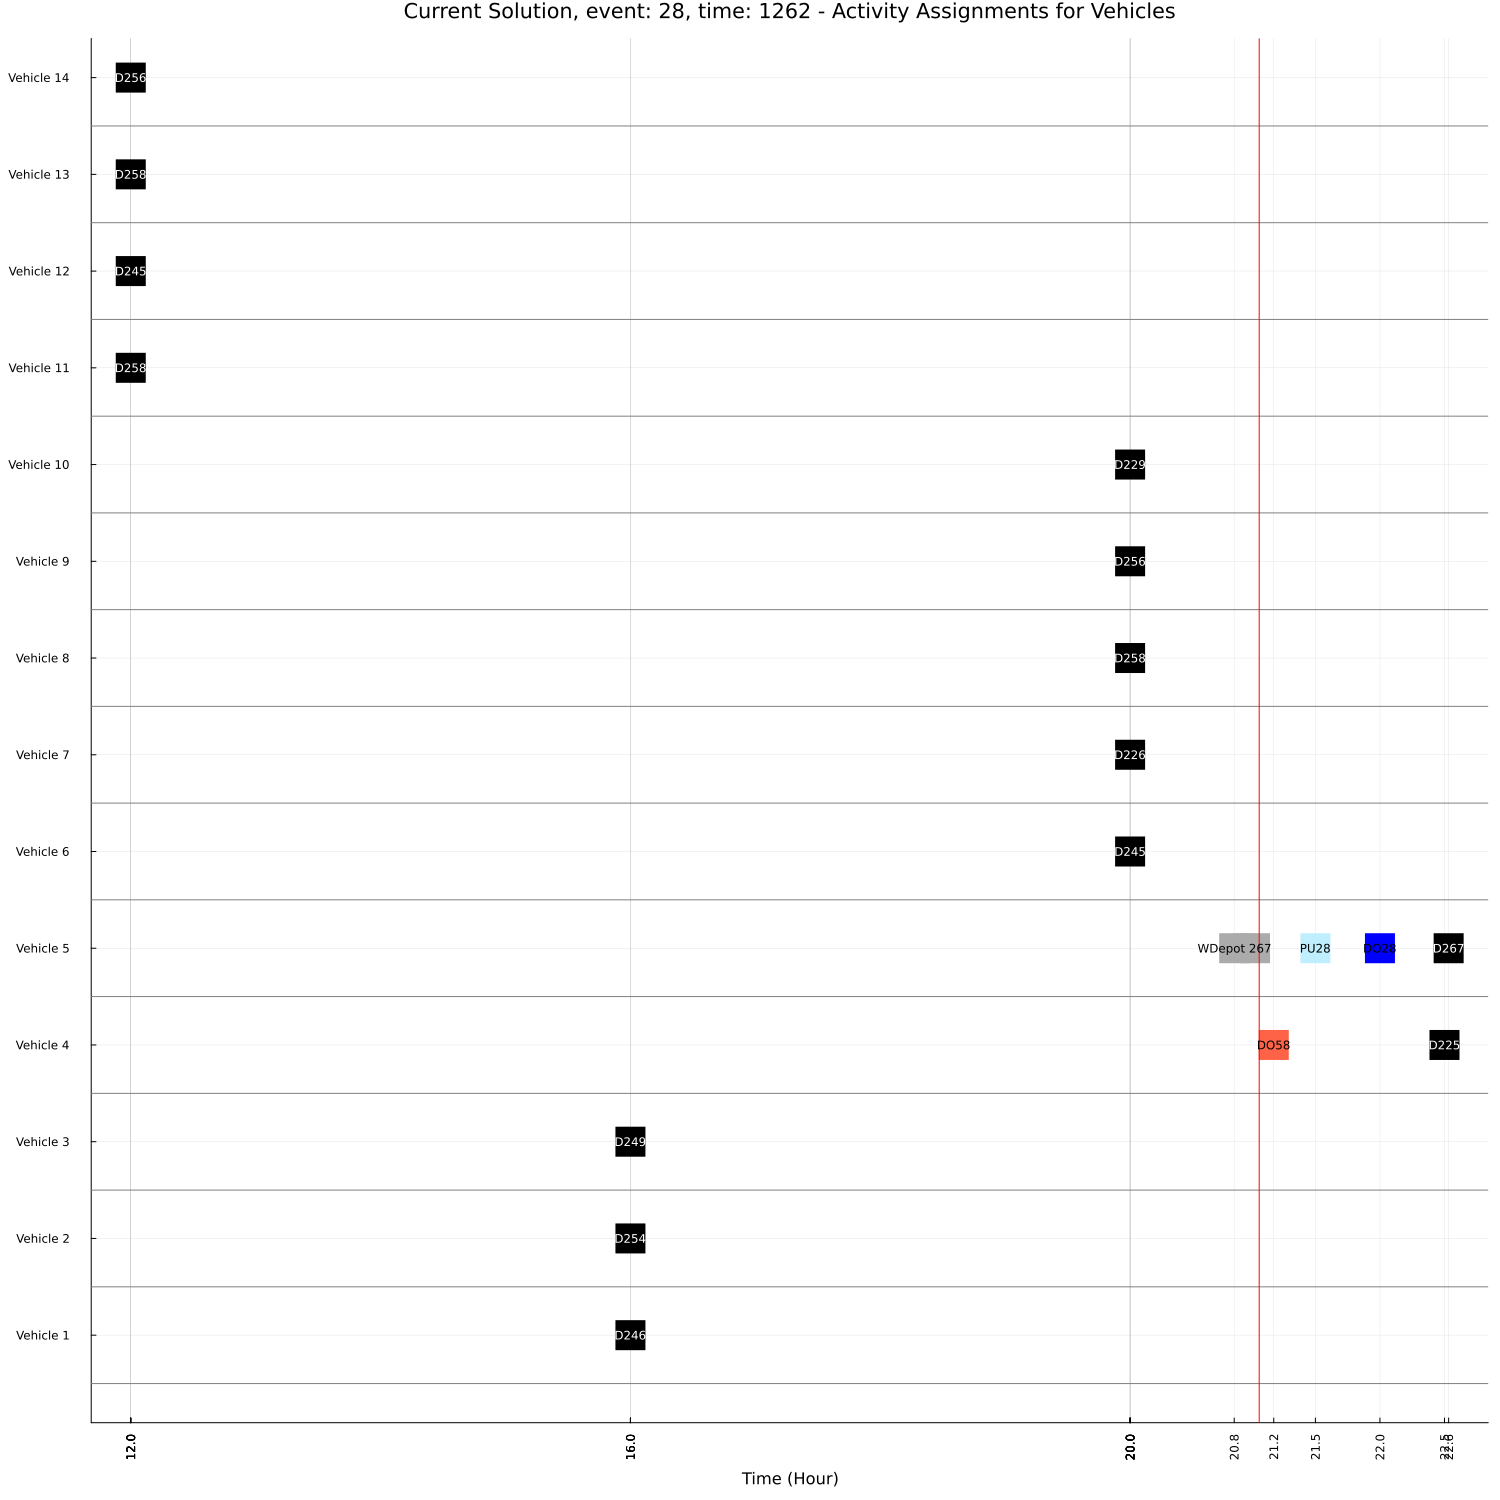 Current Solution, event: 28, time: 1262 - Activity Assignments for Vehicles
Vehicle 14 D256
Vehicle 13 D258
Vehicle 12 D245
Vehicle 11 D258
Vehicle 10 D229
Vehicle 9 D256
Vehicle 8 D258
Vehicle 7 D226
Vehicle 6 D245
Vehicle 5 WDepot 267 PU28 DO28 D267
Vehicle 4 DO58 D225
Vehicle 3 D249
Vehicle 2 D254
Vehicle 1 D246
12.0 16.0 20.0 20.8 21.2 21.5 22.0
Time (Hour)